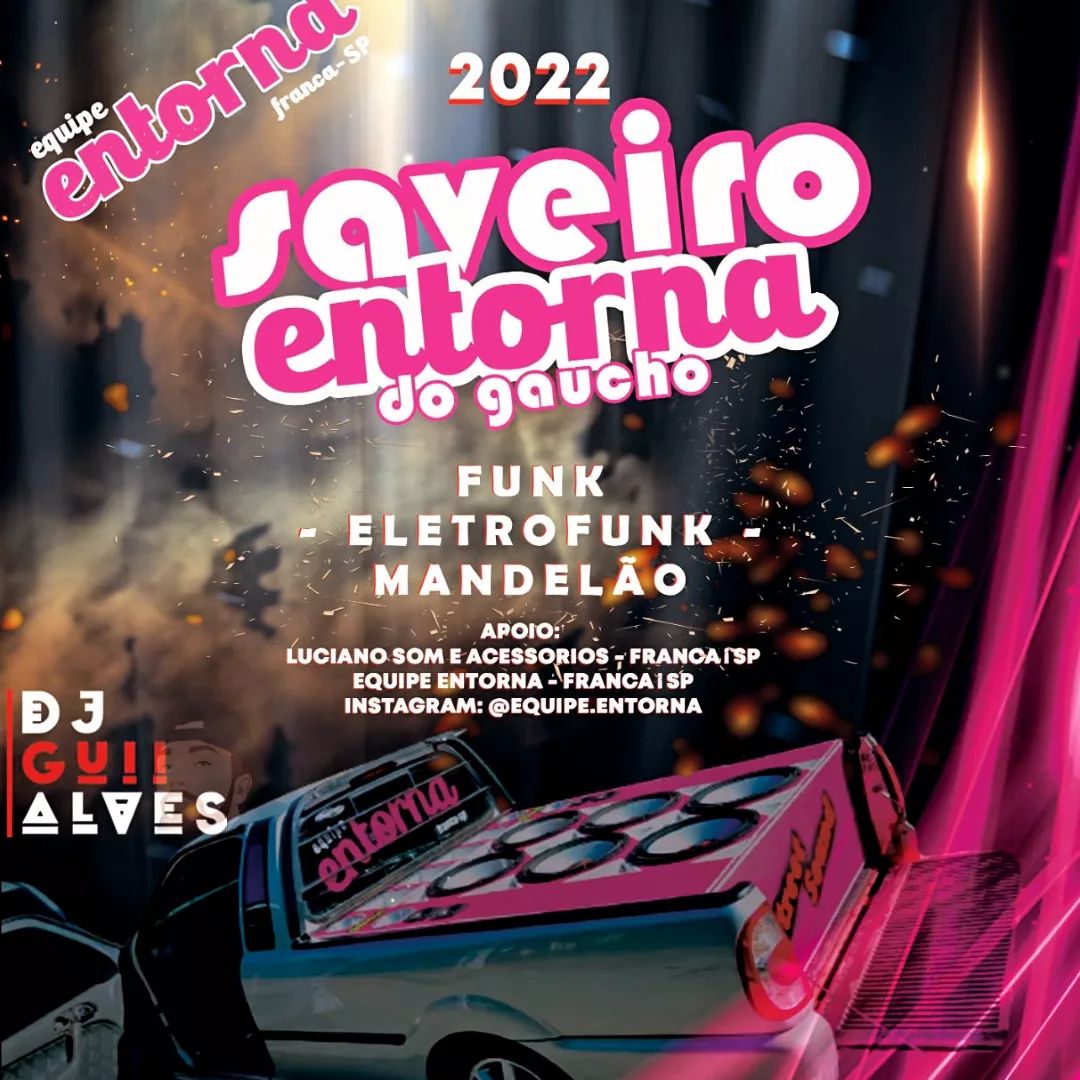 equipe
entorna
franca-SP
2022
saveiro
entorna
do gaucho
FUNK
- ELETROFUNK -
MANDELÃO
APOIO:
LUCIANO SOM E ACESSORIOS - FRANCA | SP
EQUIPE ENTORNA - FRANCA | SP
INSTAGRAM: @EQUIPE.ENTORNA
DJ
GUII
ALVES
equipe
entorna